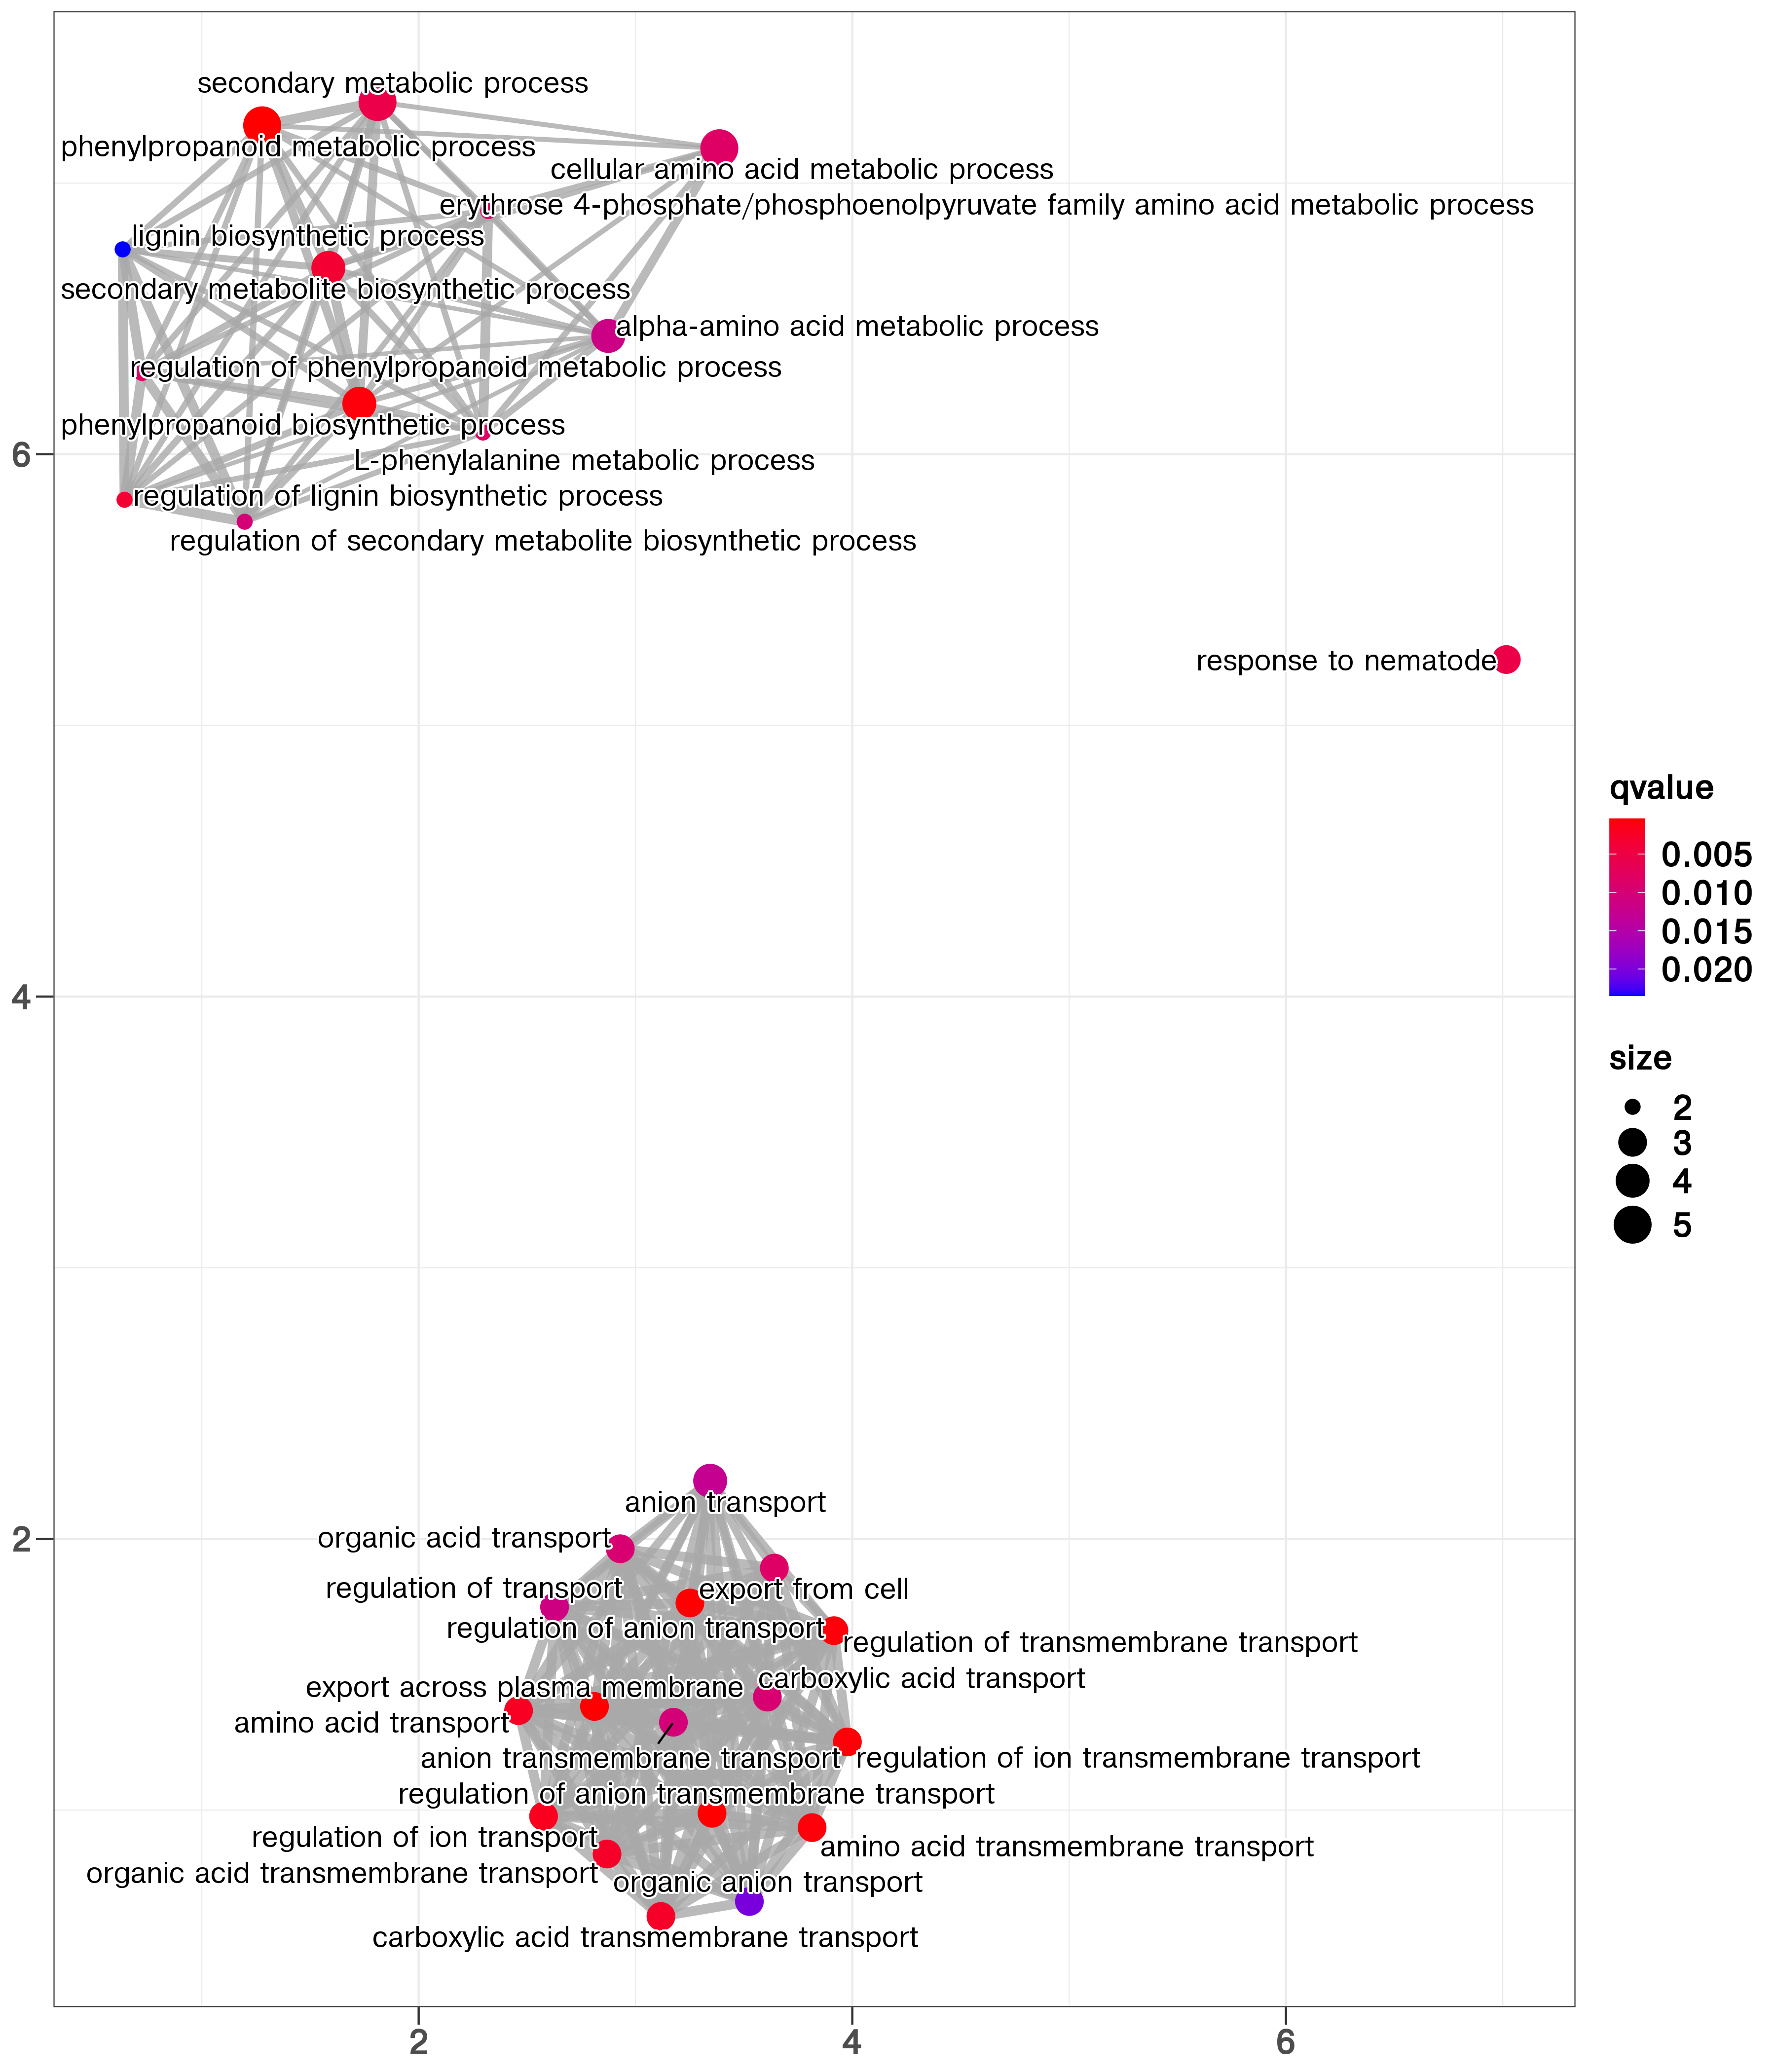 secondary metabolic process
phenylpropanoid metabolic process
cellular amino acid metabolic process
erythrose 4-phosphate/phosphoenolpyruvate family amino acid metabolic process
lignin biosynthetic process
secondary metabolite biosynthetic process
alpha-amino acid metabolic process
regulation of phenylpropanoid metabolic process
phenylpropanoid biosynthetic process
6
L-phenylalanine metabolic process
regulation of lignin biosynthetic process
regulation of secondary metabolite biosynthetic process
response to nematode
qvalue
0.005
0.010
0.015
0.020
4
size
2
3
4
5
anion transport
2
organic acid transport
regulation of transport
export from cell
regulation of anion transport
regulation of transmembrane transport
carboxylic acid transport
export across plasma membrane
amino acid transport
anion transmembrane transport
regulation of ion transmembrane transport
regulation of anion transmembrane transport
regulation of ion transport
amino acid transmembrane transport
organic acid transmembrane transport
organic anion transport
carboxylic acid transmembrane transport
2
4
6